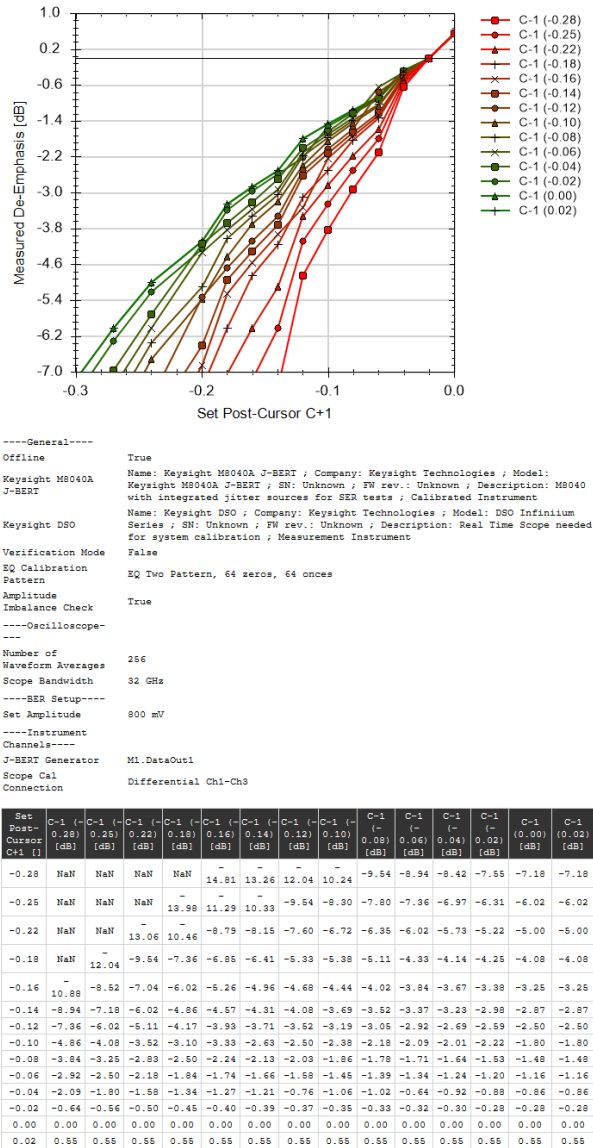 1.0
0.2
-0.6
-1.4
-2.2
-3.0
-3.8
-4.6
-5.4
-6.2
-7.0
Measured De-Emphasis [dB]
-0.3
-0.2
-0.1
0.0
Set Post-Cursor C+1
C-1 (-0.28)
C-1 (-0.25)
C-1 (-0.22)
C-1 (-0.18)
C-1 (-0.16)
C-1 (-0.14)
C-1 (-0.12)
C-1 (-0.10)
C-1 (-0.08)
C-1 (-0.06)
C-1 (-0.04)
C-1 (-0.02)
C-1 (0.00)
C-1 (0.02)
----General----
Offline True
Keysight M8040A J-BERT Name: Keysight M8040A J-BERT ; Company: Keysight Technologies ; Model:
Keysight M8040A J-BERT ; SN: Unknown ; FW rev.: Unknown ; Description: M8040
with integrated jitter sources for SER tests ; Calibrated Instrument
Keysight DSO Name: Keysight DSO ; Company: Keysight Technologies ; Model: DSO Infiniium
Series ; SN: Unknown ; FW rev.: Unknown ; Description: Real Time Scope needed
for system calibration ; Measurement Instrument
Verification Mode False
EQ Calibration
Pattern EQ Two Pattern, 64 zeros, 64 onces
Amplitude
Imbalance Check True
----Oscilloscope-
---
Number of
Waveform Averages 256
Scope Bandwidth 32 GHz
----BER Setup----
Set Amplitude 800 mV
----Instrument
Channels----
J-BERT Generator M1.DataOut1
Scope Cal
Connection Differential Ch1-Ch3
Set Post-Cursor C+1 [] C-1 (-0.28) [dB] C-1 (-0.25) [dB] C-1 (-0.22) [dB] C-1 (-0.18) [dB] C-1 (-0.16) [dB] C-1 (-0.14) [dB] C-1 (-0.12) [dB] C-1 (-0.10) [dB] C-1 (-0.08) [dB] C-1 (-0.06) [dB] C-1 (-0.04) [dB] C-1 (-0.02) [dB] C-1 (0.00) [dB] C-1 (0.02) [dB]
-0.28 NaN NaN NaN NaN -14.81 -13.26 -12.04 -10.24 -9.54 -8.94 -8.42 -7.55 -7.18 -7.18
-0.25 NaN NaN NaN -13.98 -11.29 -10.33 -9.54 -8.30 -7.80 -7.36 -6.97 -6.31 -6.02 -6.02
-0.22 NaN NaN -13.06 -10.46 -8.79 -8.15 -7.60 -6.72 -6.35 -6.02 -5.73 -5.22 -5.00 -5.00
-0.18 NaN -12.04 -9.54 -7.36 -6.85 -6.41 -5.33 -5.38 -5.11 -4.33 -4.14 -4.25 -4.08 -4.08
-0.16 -10.88 -8.52 -7.04 -6.02 -5.26 -4.96 -4.68 -4.44 -4.02 -3.84 -3.67 -3.38 -3.25 -3.25
-0.14 -8.94 -7.18 -6.02 -4.86 -4.57 -4.31 -4.08 -3.69 -3.52 -3.37 -3.23 -2.98 -2.87 -2.87
-0.12 -7.36 -6.02 -5.11 -4.17 -3.93 -3.71 -3.52 -3.19 -3.05 -2.92 -2.69 -2.59 -2.50 -2.50
-0.10 -4.86 -4.08 -3.52 -3.10 -3.33 -2.63 -2.50 -2.38 -2.18 -2.09 -2.01 -2.22 -1.80 -1.80
-0.08 -3.84 -3.25 -2.83 -2.50 -2.24 -2.13 -2.03 -1.86 -1.78 -1.71 -1.64 -1.53 -1.48 -1.48
-0.06 -2.92 -2.50 -2.18 -1.84 -1.74 -1.66 -1.58 -1.45 -1.39 -1.34 -1.24 -1.20 -1.16 -1.16
-0.04 -2.09 -1.80 -1.58 -1.34 -1.27 -1.21 -0.76 -1.06 -1.02 -0.64 -0.92 -0.88 -0.86 -0.86
-0.02 -0.64 -0.56 -0.50 -0.45 -0.40 -0.39 -0.37 -0.35 -0.33 -0.32 -0.30 -0.28 -0.28 -0.28
0.00 0.00 0.00 0.00 0.00 0.00 0.00 0.00 0.00 0.00 0.00 0.00 0.00 0.00 0.00
0.02 0.55 0.55 0.55 0.55 0.55 0.55 0.55 0.55 0.55 0.55 0.55 0.55 0.55 0.55